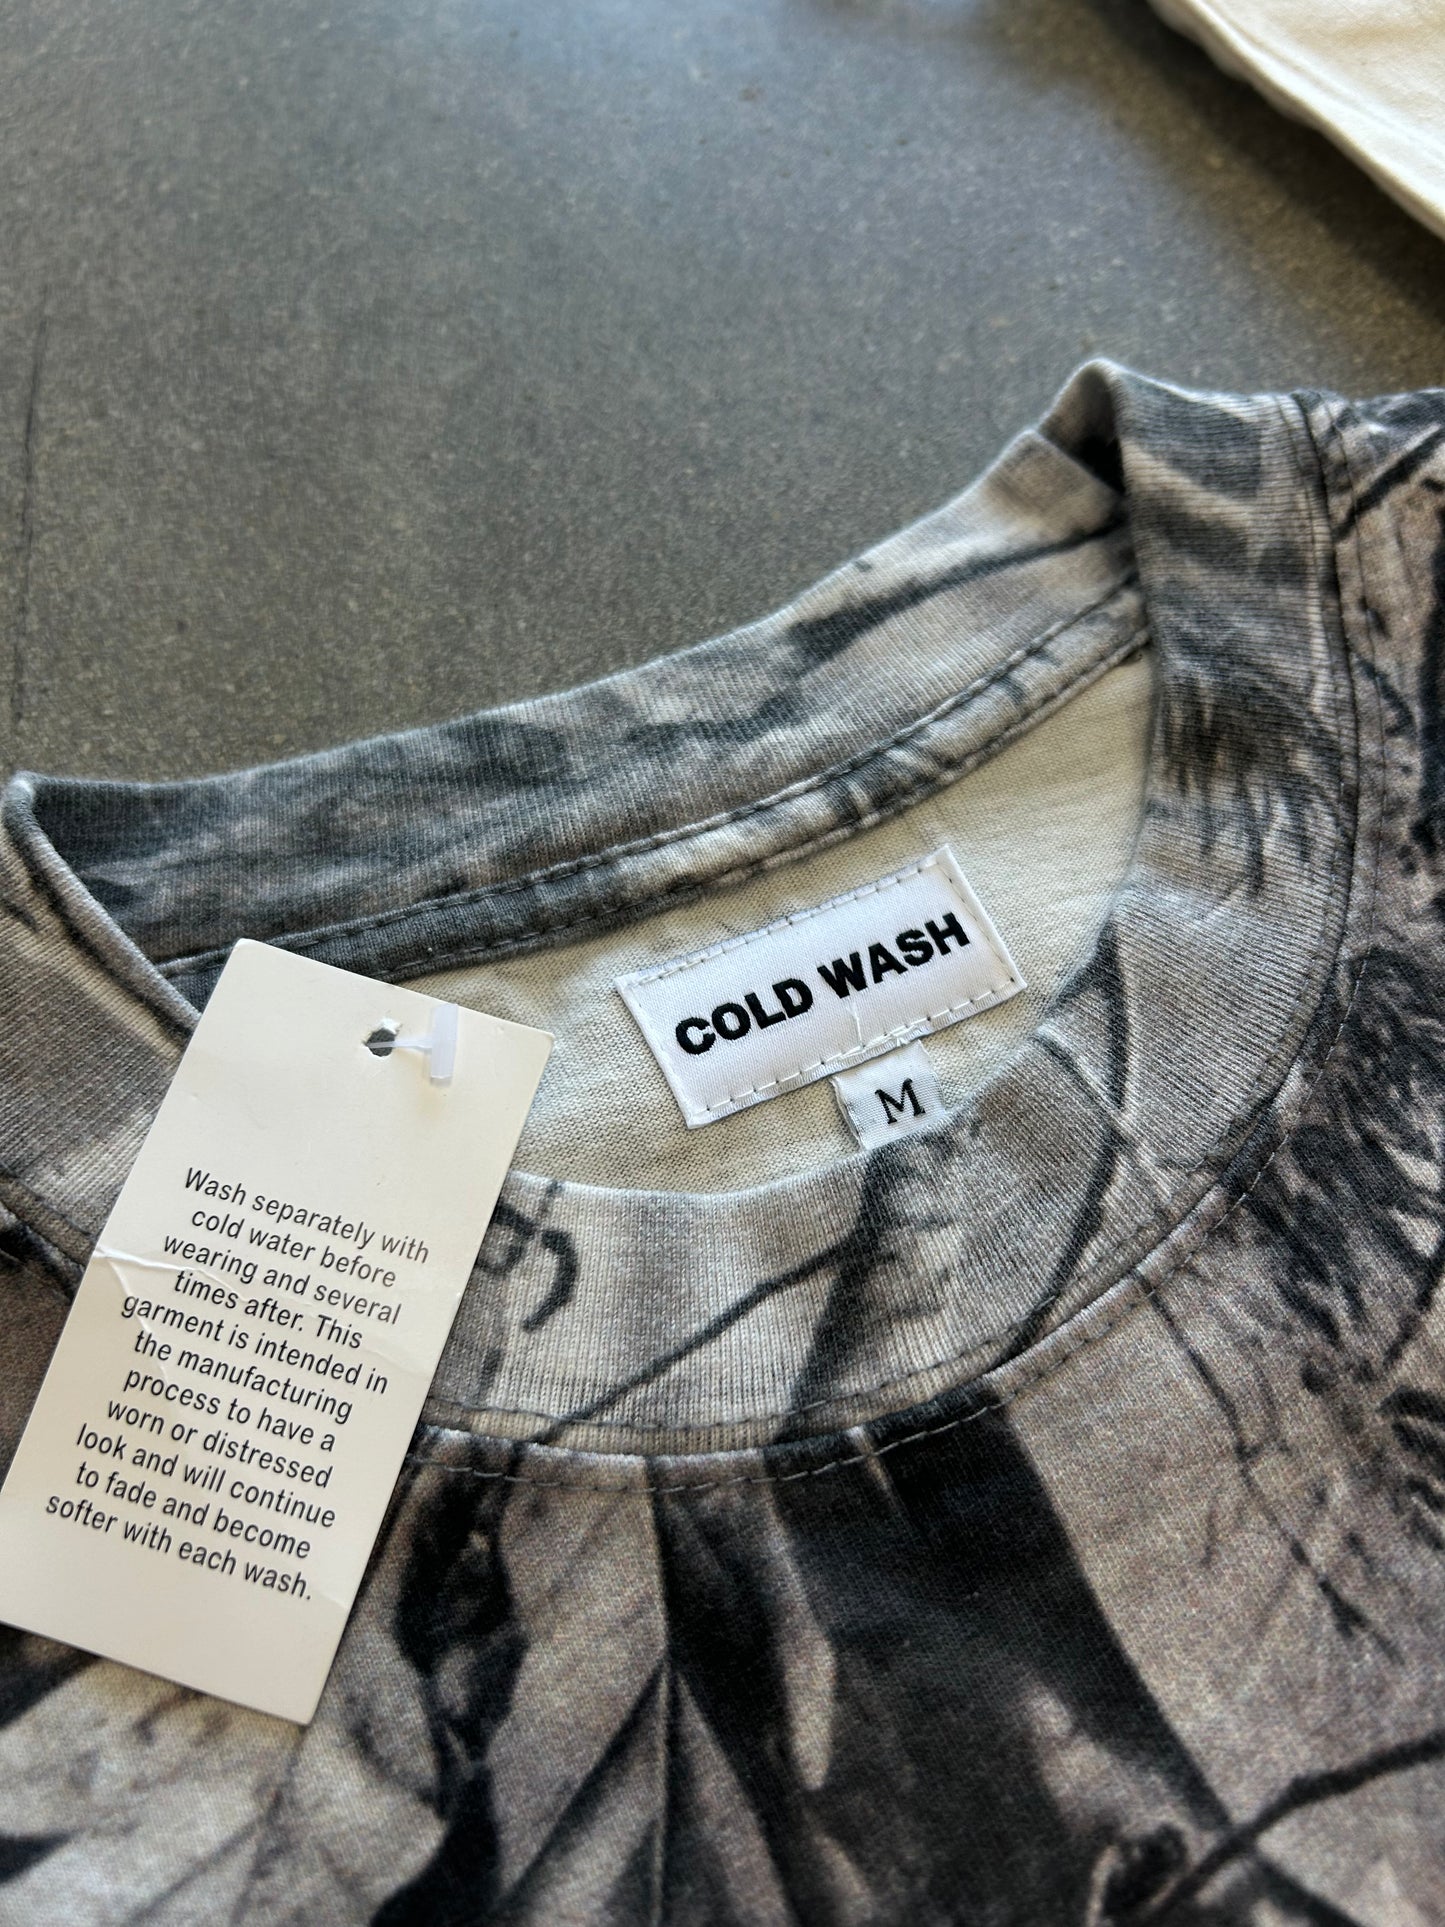 COLD WASH
M
Wash separately with
cold water before
wearing and several
times after. This
garment is intended in
the manufacturing
process to have a
worn or distressed
look and will continue
to fade and become
softer with each wash.